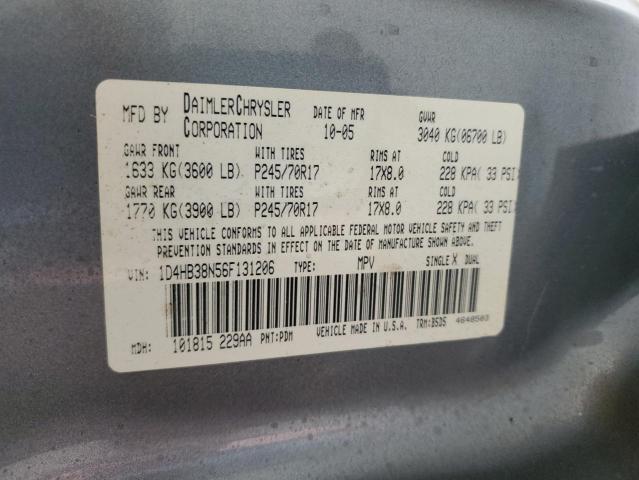 MFD BY DAIMLERCHRYSLER CORPORATION DATE OF MFR 10-05 GVWR 3040 KG(06700 LB)
GAWR FRONT WITH TIRES RIMS AT COLD
1633 KG(3600 LB) P245/70R17 17X8.0 228 KPA( 33 PSI)
GAWR REAR WITH TIRES RIMS AT COLD
1770 KG(3900 LB) P245/70R17 17X8.0 228 KPA( 33 PSI)
THIS VEHICLE CONFORMS TO ALL APPLICABLE FEDERAL MOTOR VEHICLE SAFETY, BUMPER, AND THEFT
PREVENTION STANDARDS IN EFFECT ON THE DATE OF MANUFACTURE SHOWN ABOVE.
VIN: 1D4HB38N56F131206 TYPE: MPV SINGLE X DUAL
MDH: 101815 229AA PNT:PDM VEHICLE MADE IN U.S.A. TRM:B5D5 4648503